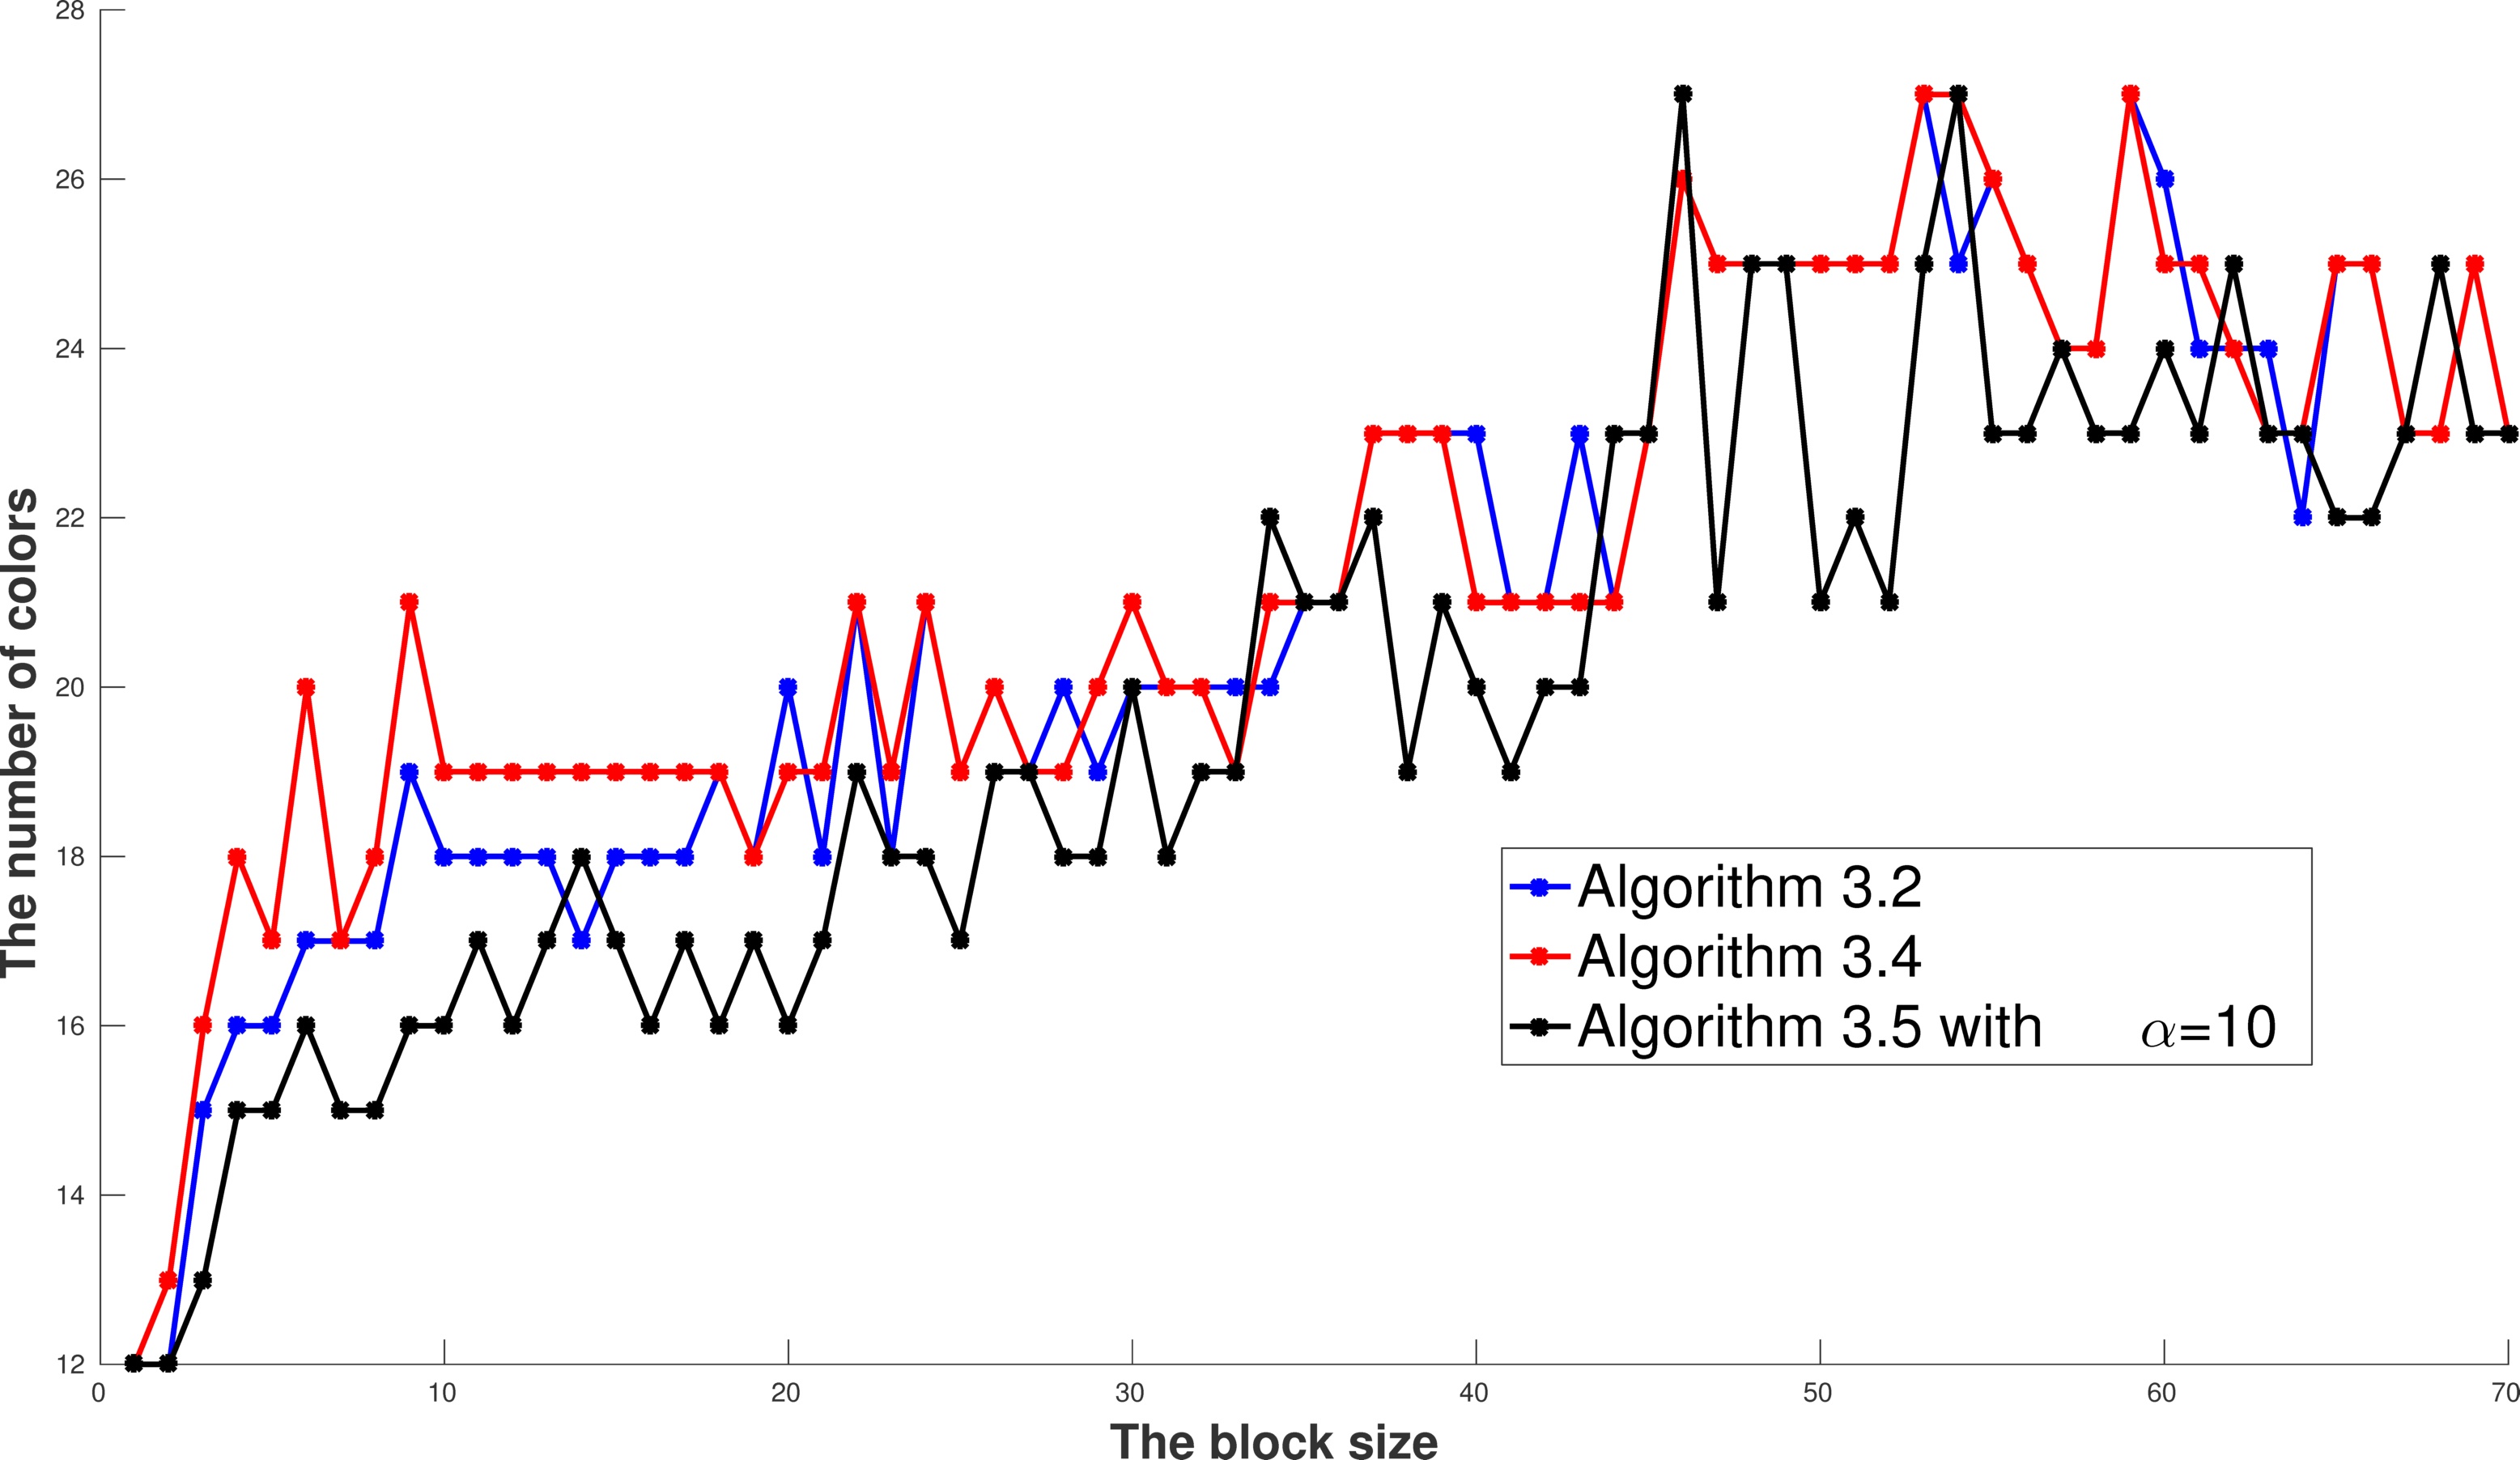 28
26
24
22
20
18
16
14
12
The number of colors
Algorithm 3.2
Algorithm 3.4
Algorithm 3.5 with α=10
0 10 20 30 40 50 60 70
The block size